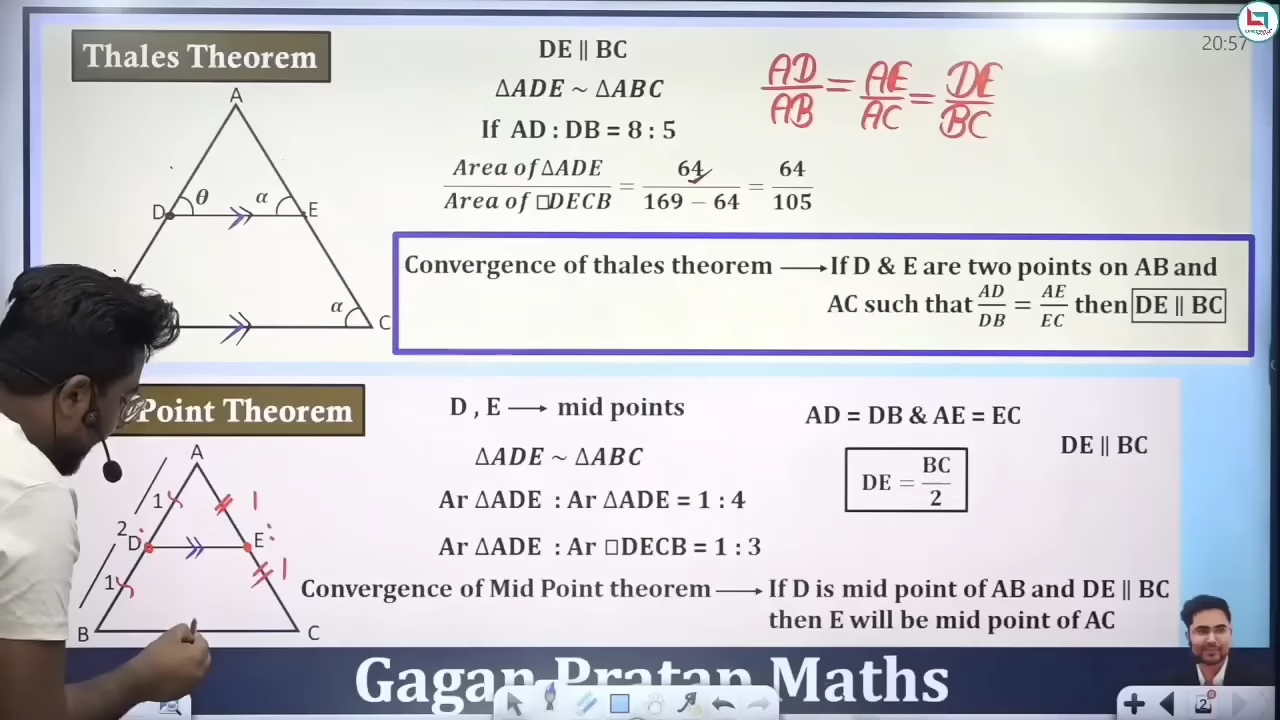 20:57
Thales Theorem
A
D
θ
α
E
α
C
DE || BC
ΔADE ~ ΔABC
If AD : DB = 8 : 5
Area of ΔADE / Area of □DECB = 64 / 169 − 64 = 64 / 105
AD/AB = AE/AC = DE/BC
Convergence of thales theorem ⟶ If D & E are two points on AB and
AC such that AD/DB = AE/EC then DE || BC
Point Theorem
A
1
1
2
D
E
1
1
B
C
D , E ⟶ mid points
ΔADE ~ ΔABC
Ar ΔADE : Ar ΔADE = 1 : 4
Ar ΔADE : Ar □DECB = 1 : 3
AD = DB & AE = EC
DE = BC/2
DE || BC
Convergence of Mid Point theorem ⟶ If D is mid point of AB and DE || BC
then E will be mid point of AC
Gagan Pratap Maths
2